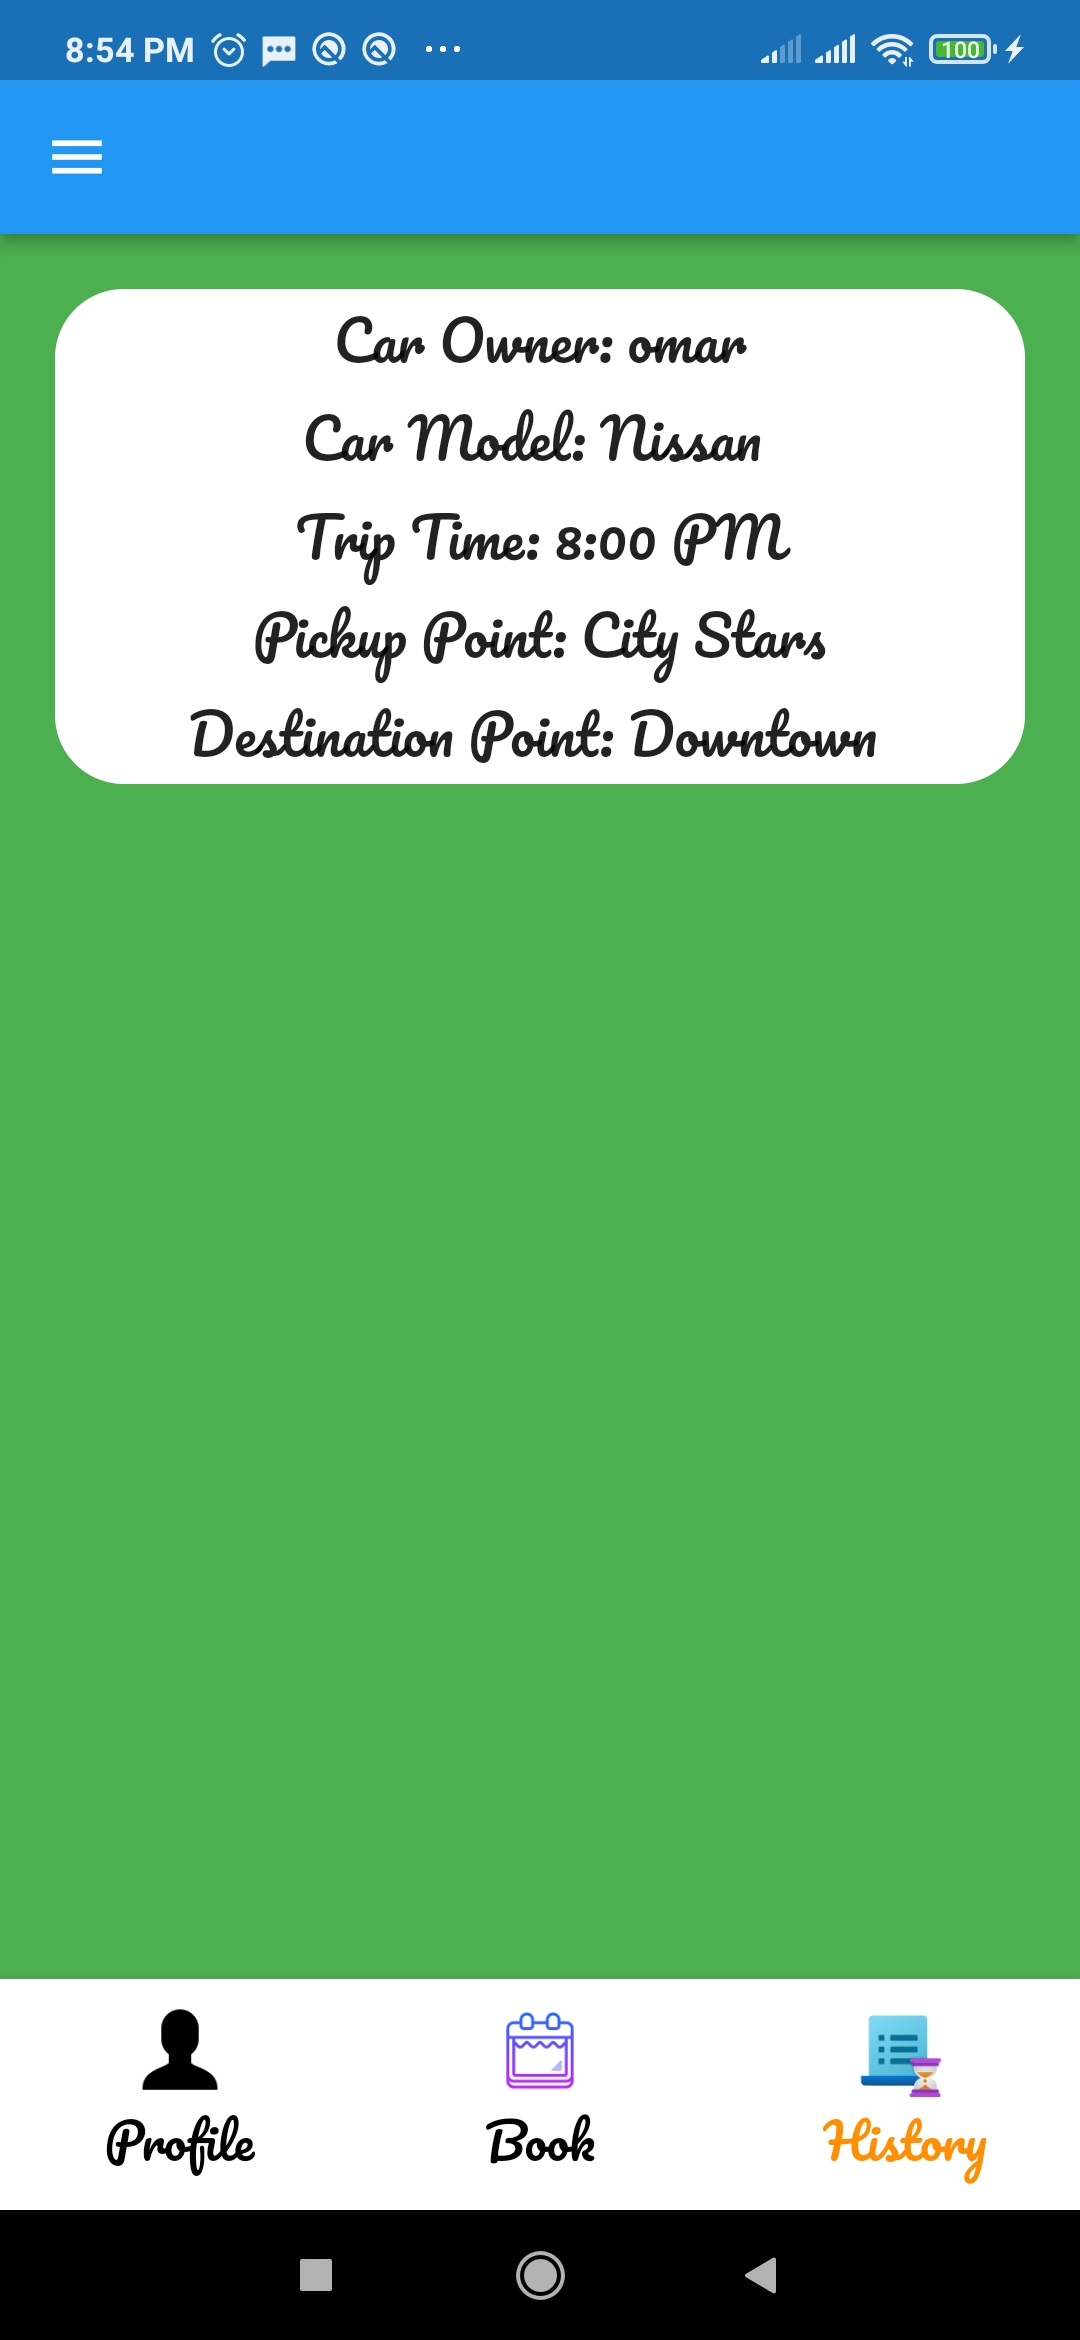 8:54 PM
100
Car Owner: omar
Car Model: Nissan
Trip Time: 8:00 PM
Pickup Point: City Stars
Destination Point: Downtown
Profile
Book
History